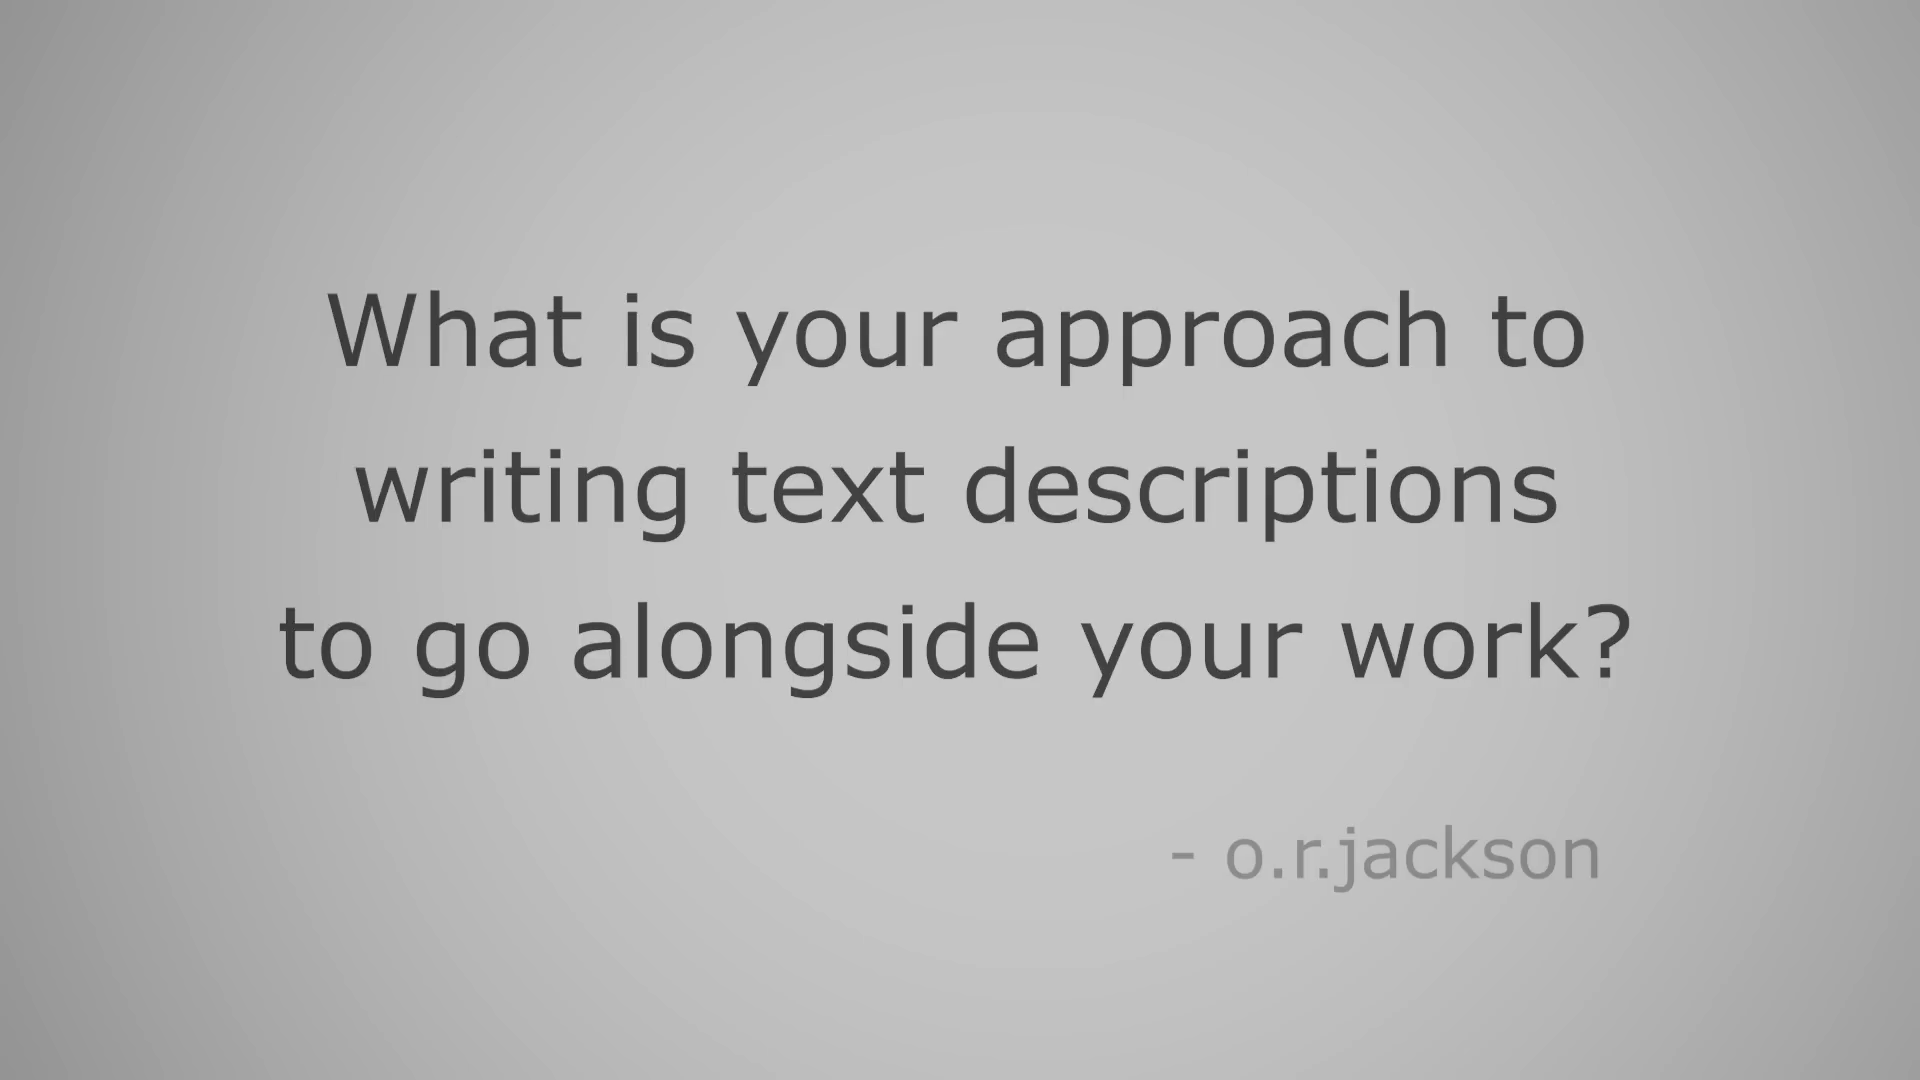 What is your approach to
writing text descriptions
to go alongside your work?
- o.r.jackson